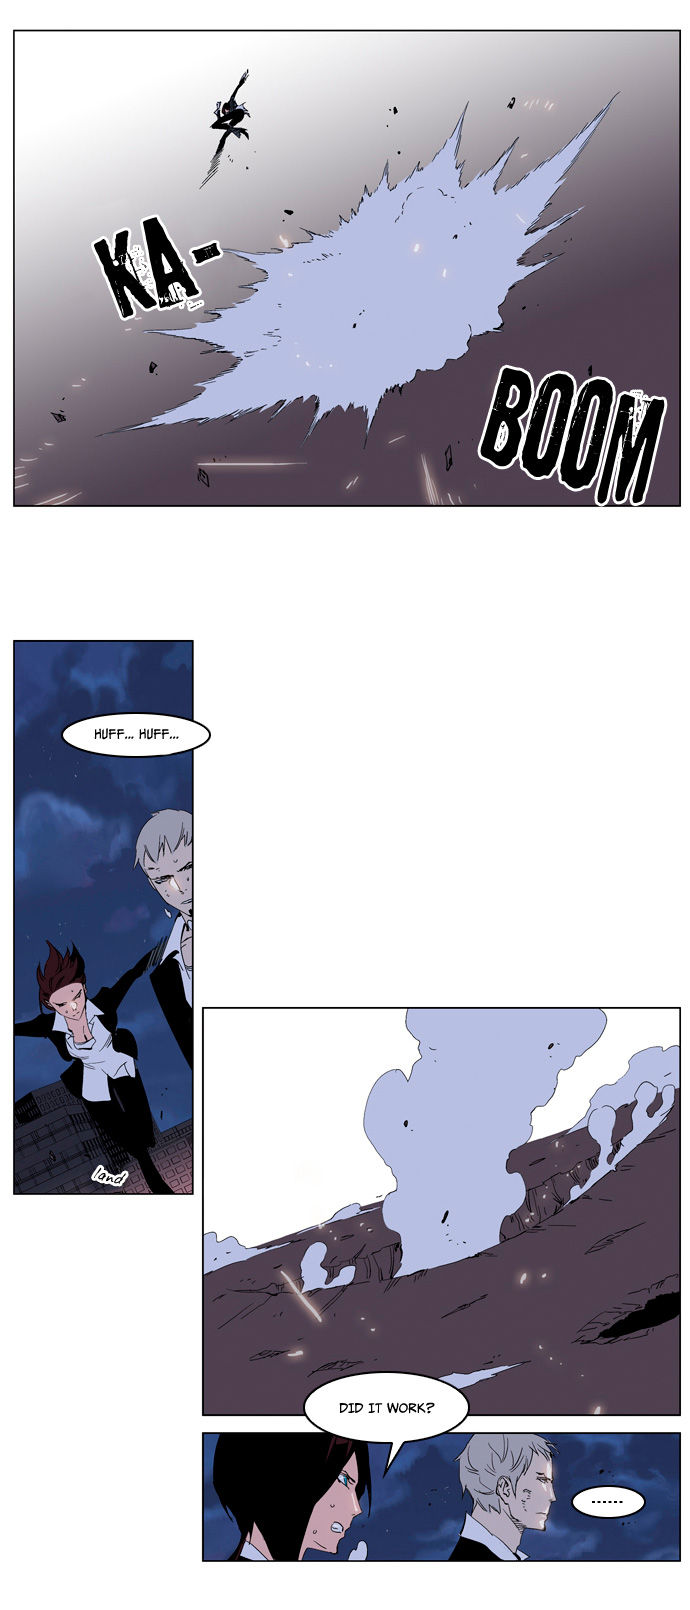 KA-
BOOM
HUFF... HUFF...
land
DID IT WORK?
------